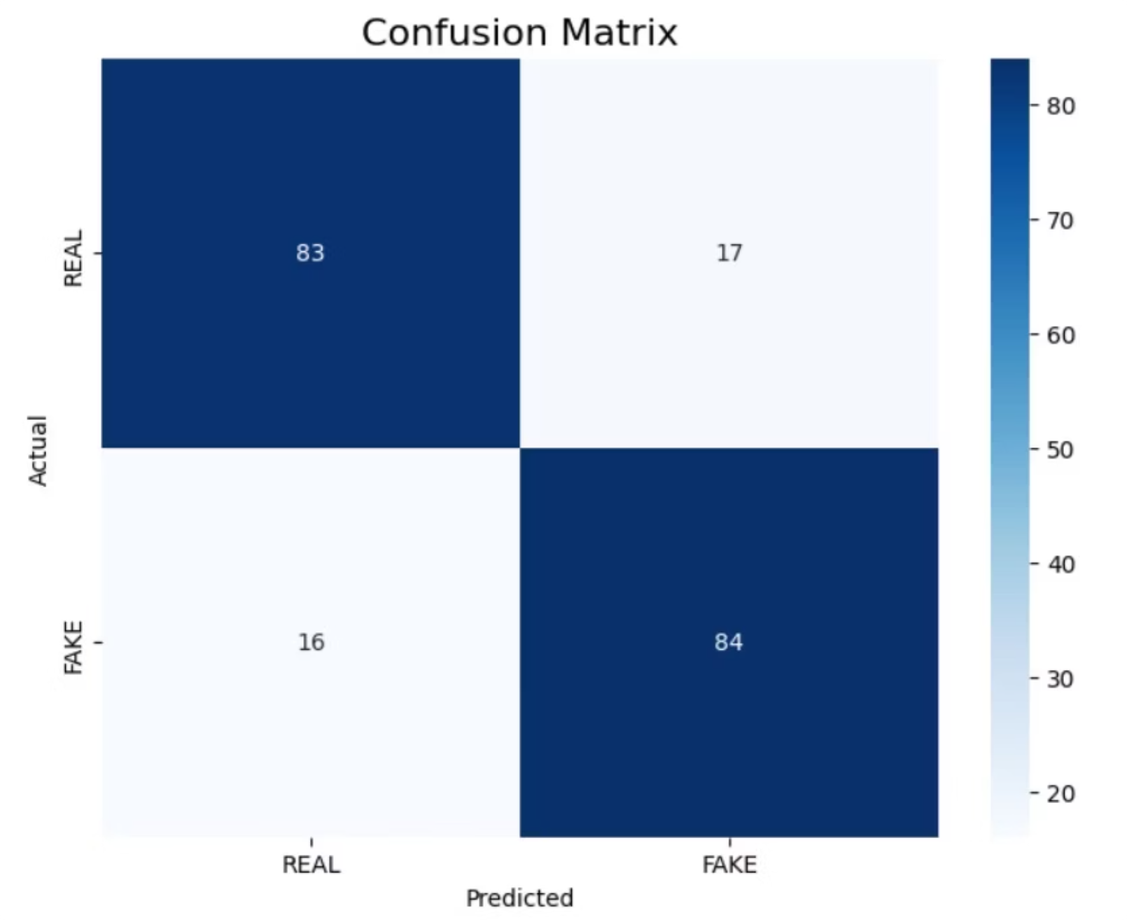 Confusion Matrix
REAL
83
17
80
70
60
50
40
30
20
Actual
FAKE
16
84
REAL
FAKE
Predicted